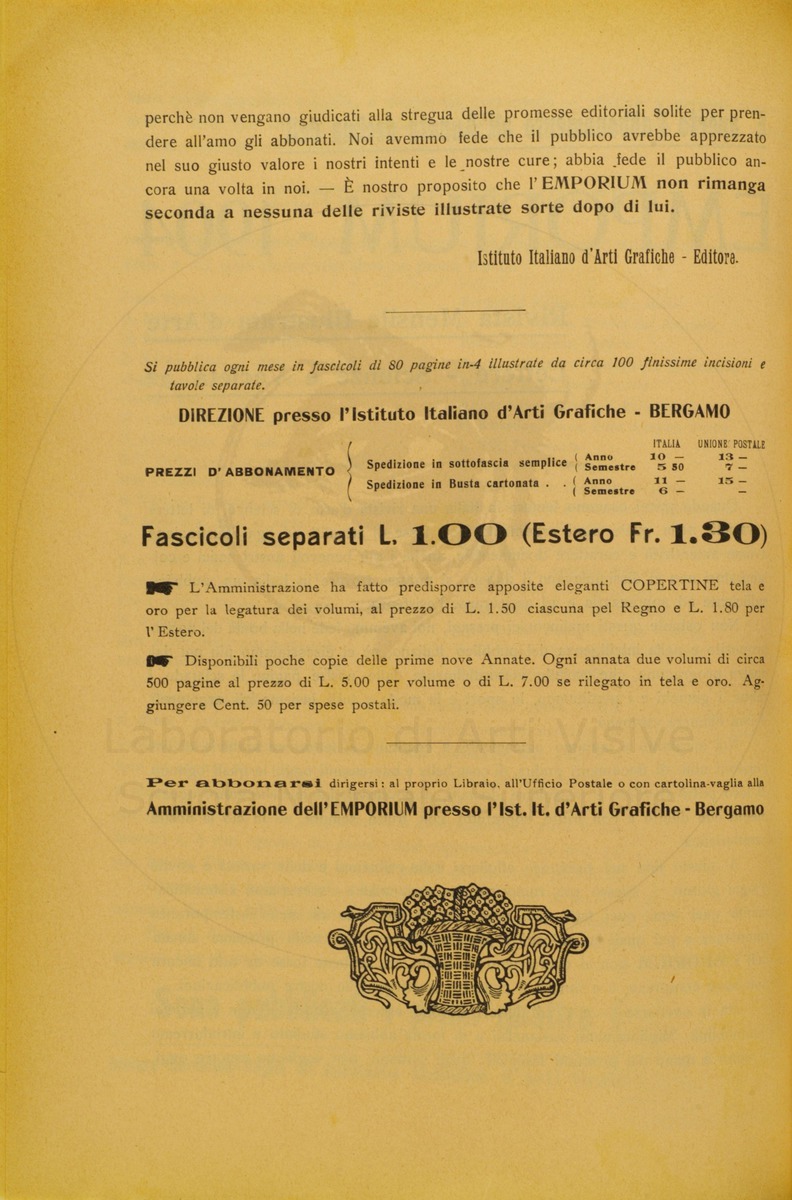 perchè non vengano giudicati alla stregua delle promesse editoriali solite per pren-
dere all'amo gli abbonati. Noi avemmo fede che il pubblico avrebbe apprezzato
nel suo giusto valore i nostri intenti e le nostre cure; abbia fede il pubblico an-
cora una volta in noi. — È nostro proposito che l'EMPORIUM non rimanga
seconda a nessuna delle riviste illustrate sorte dopo di lui.
Istituto Italiano d'Arti Grafiche - Editore.
Si pubblica ogni mese in fascicoli di 80 pagine in-4 illustrate da circa 100 finissime incisioni e
tavole separate.
DIREZIONE presso l'Istituto Italiano d'Arti Grafiche - BERGAMO
ITALIA UNIONE POSTALE
PREZZI D'ABBONAMENTO
Spedizione in sottofascia semplice Anno 10 — 13 —
Semestre 5 80 7 —
Spedizione in Busta cartonata . . Anno 11 — 15 —
Semestre 6 — —
Fascicoli separati L. 1.00 (Estero Fr. 1.30)
L'Amministrazione ha fatto predisporre apposite eleganti COPERTINE tela e
oro per la legatura dei volumi, al prezzo di L. 1.50 ciascuna pel Regno e L. 1.80 per
l'Estero.
Disponibili poche copie delle prime nove Annate. Ogni annata due volumi di circa
500 pagine al prezzo di L. 5.00 per volume o di L. 7.00 se rilegato in tela e oro. Ag-
giungere Cent. 50 per spese postali.
Laboratorio di Arti Visive
Per abbonarsi dirigersi: al proprio Libraio, all'Ufficio Postale o con cartolina-vaglia alla
Amministrazione dell'EMPORIUM presso l'Ist. It. d'Arti Grafiche - Bergamo